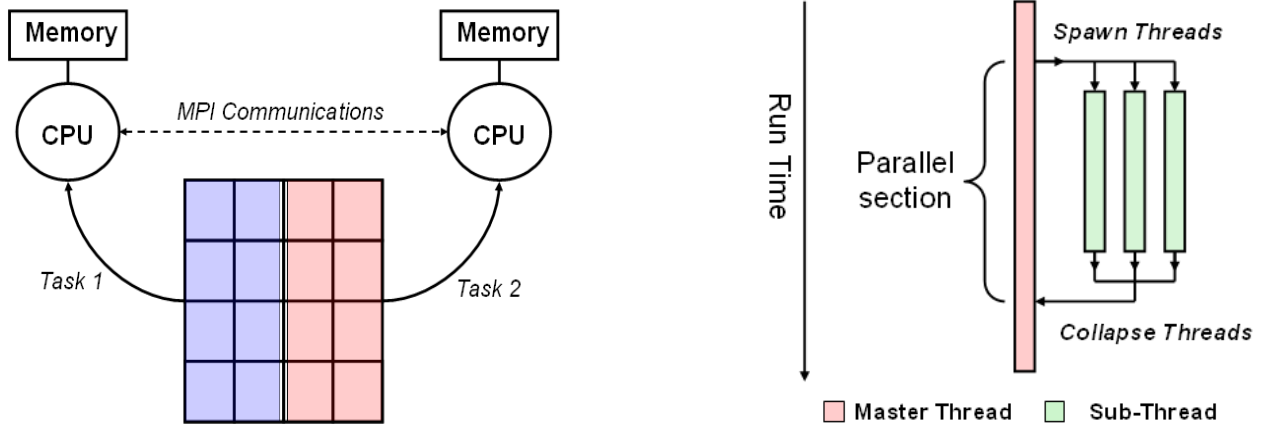 Memory
Memory
CPU
MPI Communications
CPU
Task 1
Task 2
Run Time
Spawn Threads
Parallel
section
Collapse Threads
Master Thread
Sub-Thread